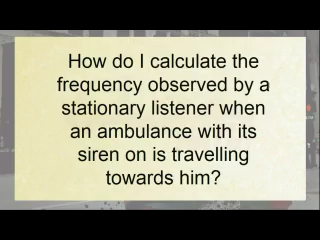 How do I calculate the
frequency observed by a
stationary listener when
an ambulance with its
siren on is travelling
towards him?